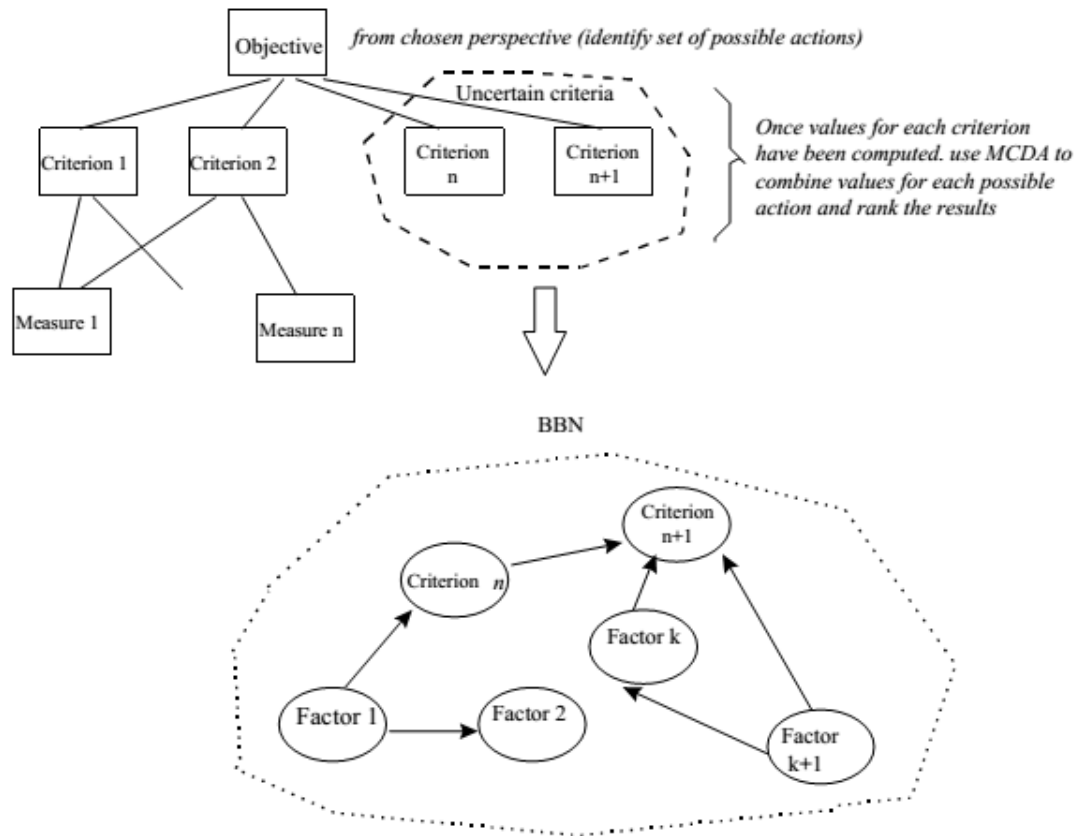 Objective
from chosen perspective (identify set of possible actions)
Uncertain criteria
Criterion 1
Criterion 2
Criterion
n
Criterion
n+1
Once values for each criterion
have been computed. use MCDA to
combine values for each possible
action and rank the results
Measure 1
Measure n
BBN
Criterion
n+1
Criterion n
Factor k
Factor 1
Factor 2
Factor
k+1